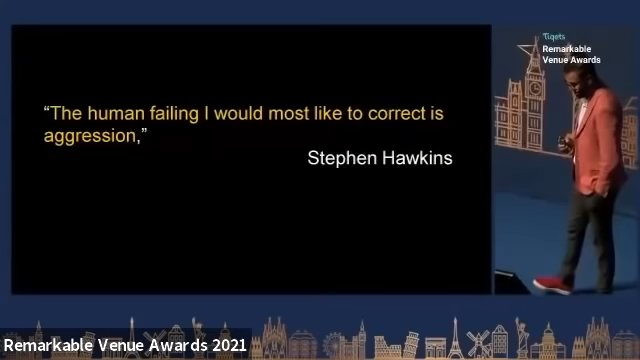 “The human failing I would most like to correct is
aggression,”
Stephen Hawkins
Tiqets
Remarkable
Venue Awards
Remarkable Venue Awards 2021